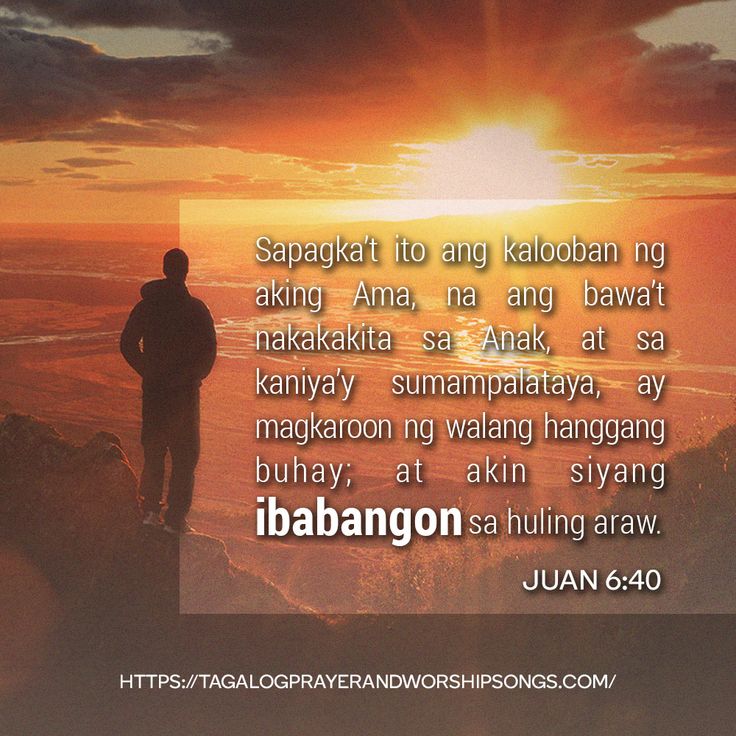 Sapagka't ito ang kalooban ng
aking Ama, na ang bawa't
nakakakita sa Anak, at sa
kaniya'y sumampalataya, ay
magkaroon ng walang hanggang
buhay; at akin siyang
ibabangon sa huling araw.
JUAN 6:40
HTTPS://TAGALOGPRAYERANDWORSHIPSONGS.COM/